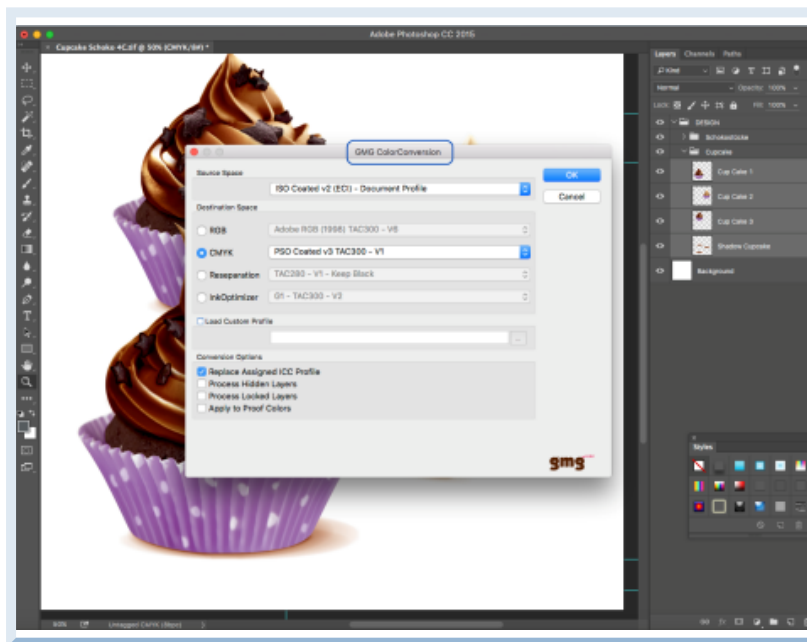 Adobe Photoshop CC 2015
× Cupcake Schoko 4C.tif @ 50% (CMYK/8#) *
Layers Channels Paths
Kind
Normal Opacity: 100%
Lock: Fill: 100%
DESIGN
Cupcake
Cup Cake 1
Cup Cake 2
Cup Cake 3
Shadow Cupcake
Background
GMG ColorConversion
Source Space
ISO Coated v2 (ECI) - Document Profile
OK
Cancel
Destination Space
RGB Adobe RGB (1998) TAC300 - V6
CMYK PSO Coated v3 TAC300 - V1
Reseparation TAC280 - V1 - Keep Black
InkOptimizer G1 - TAC300 - V2
Load Custom Profile
...
Conversion Options
Replace Assigned ICC Profile
Process Hidden Layers
Process Locked Layers
Apply to Proof Colors
gmg
Styles
50% Untagged CMYK (8bpc)